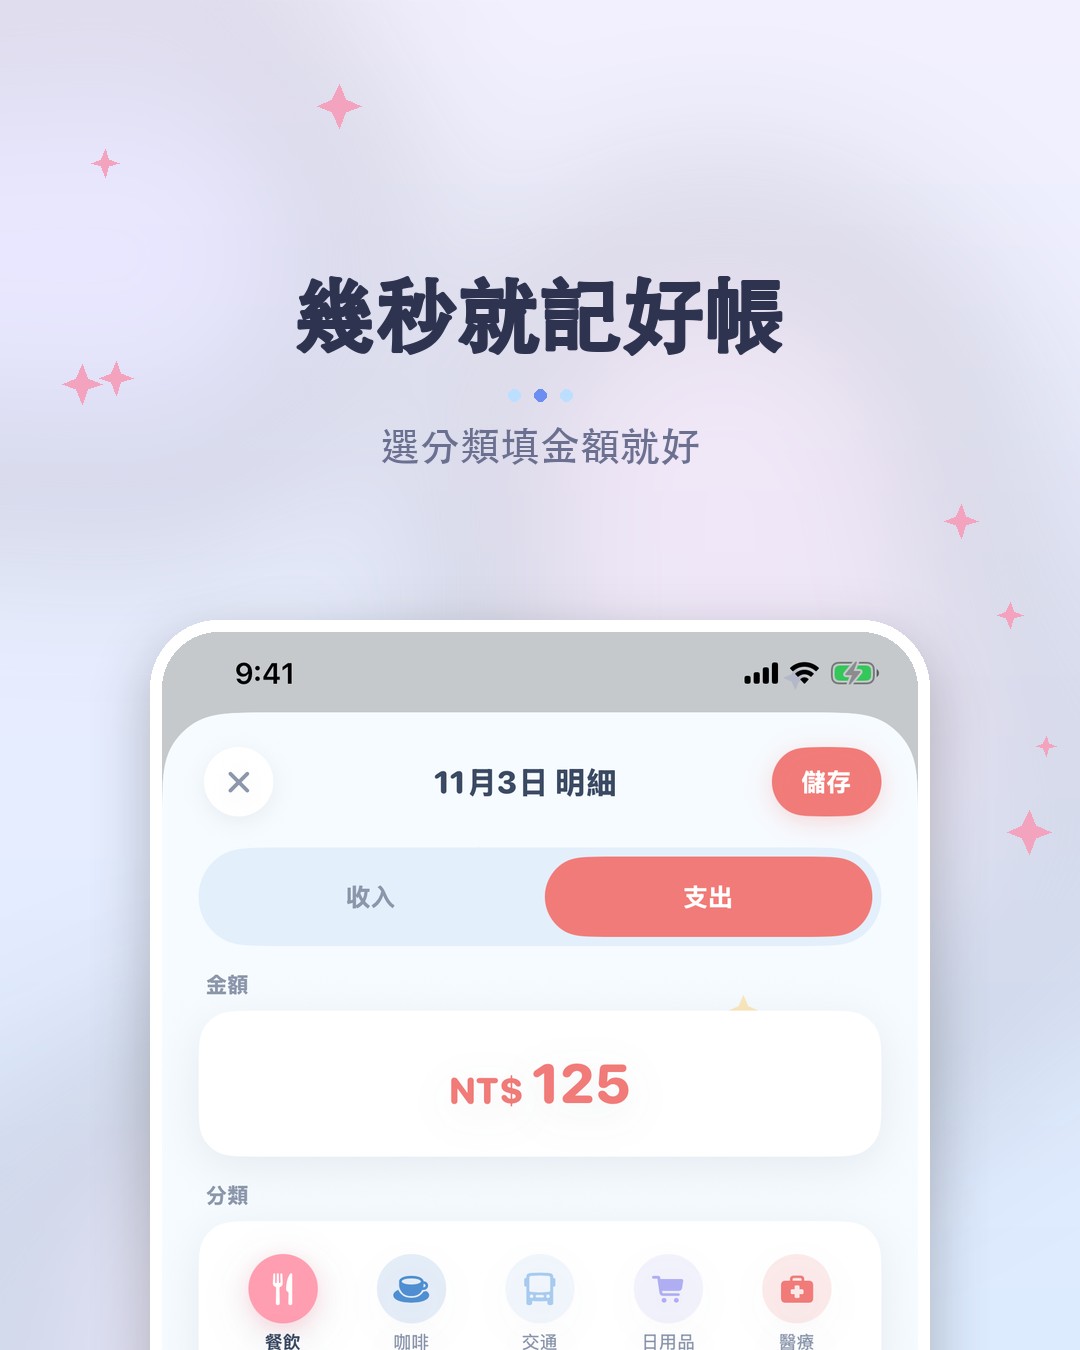 幾秒就記好帳
選分類填金額就好
9:41
11月3日 明細
儲存
收入
支出
金額
NT$ 125
分類
餐飲
咖啡
交通
日用品
醫療